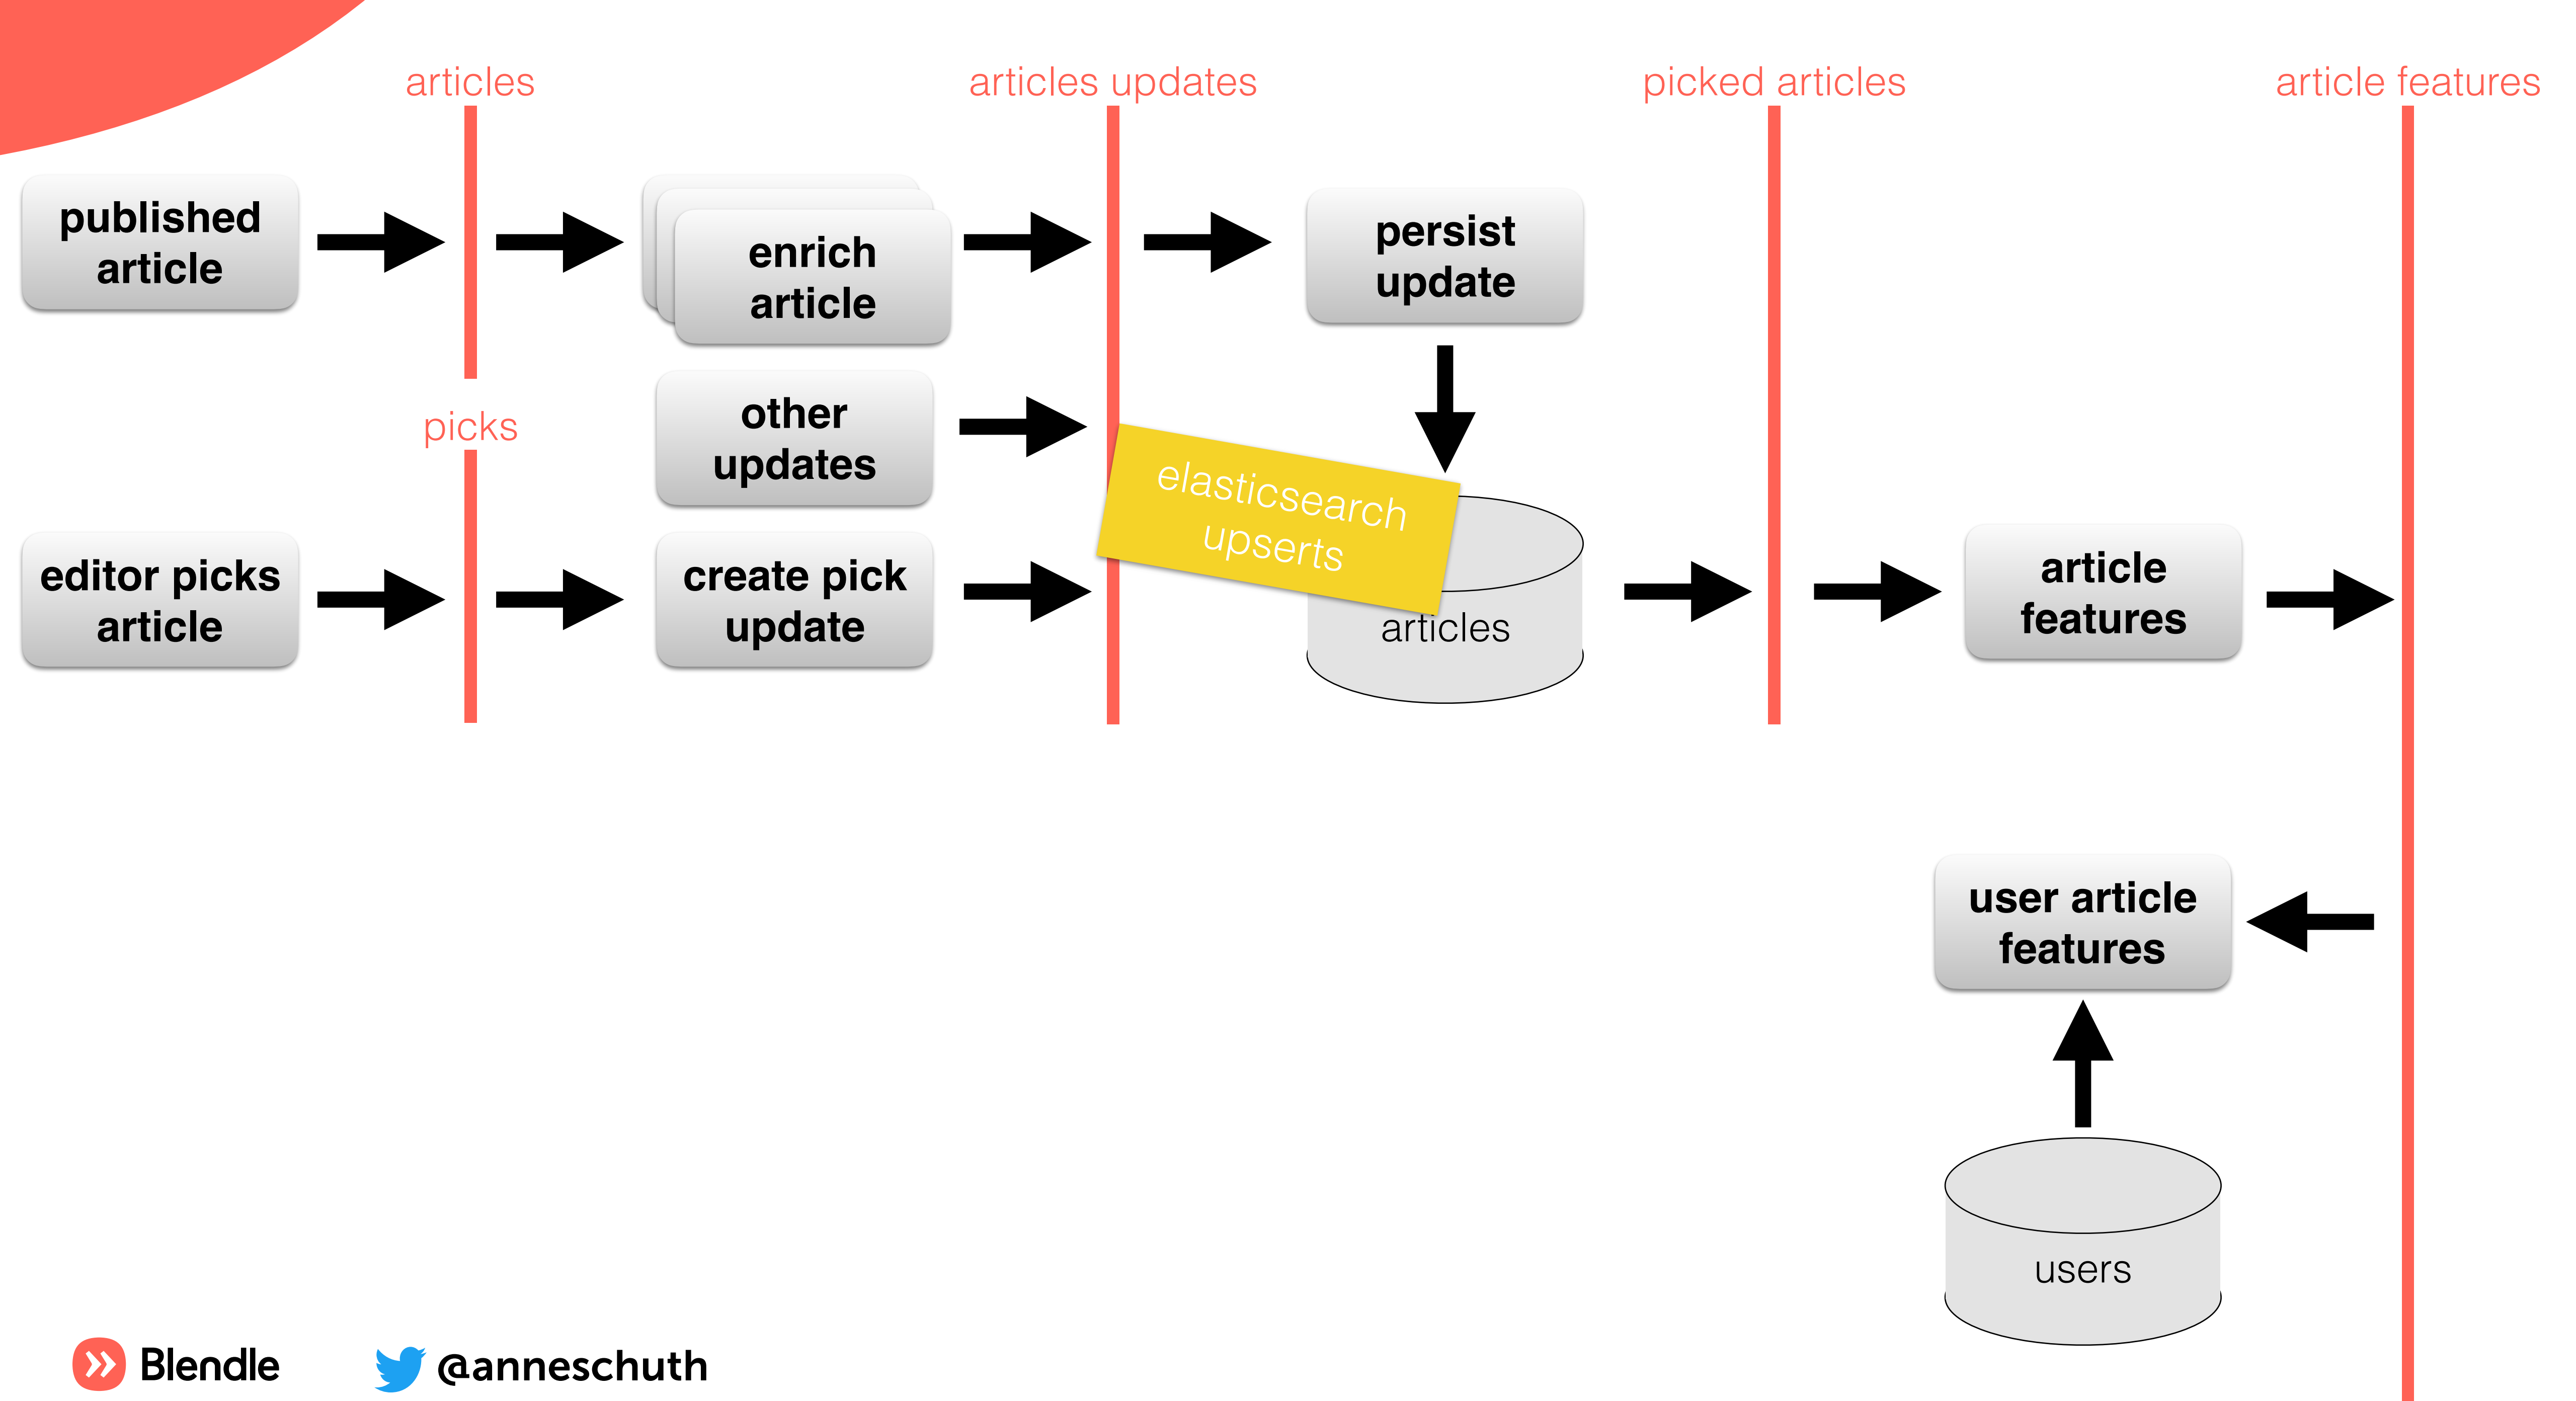 articles
articles updates
picked articles
article features
published
article
enrich
article
persist
update
picks
other
updates
elasticsearch
upserts
editor picks
article
create pick
update
articles
article
features
user article
features
users
Blendle
@anneschuth